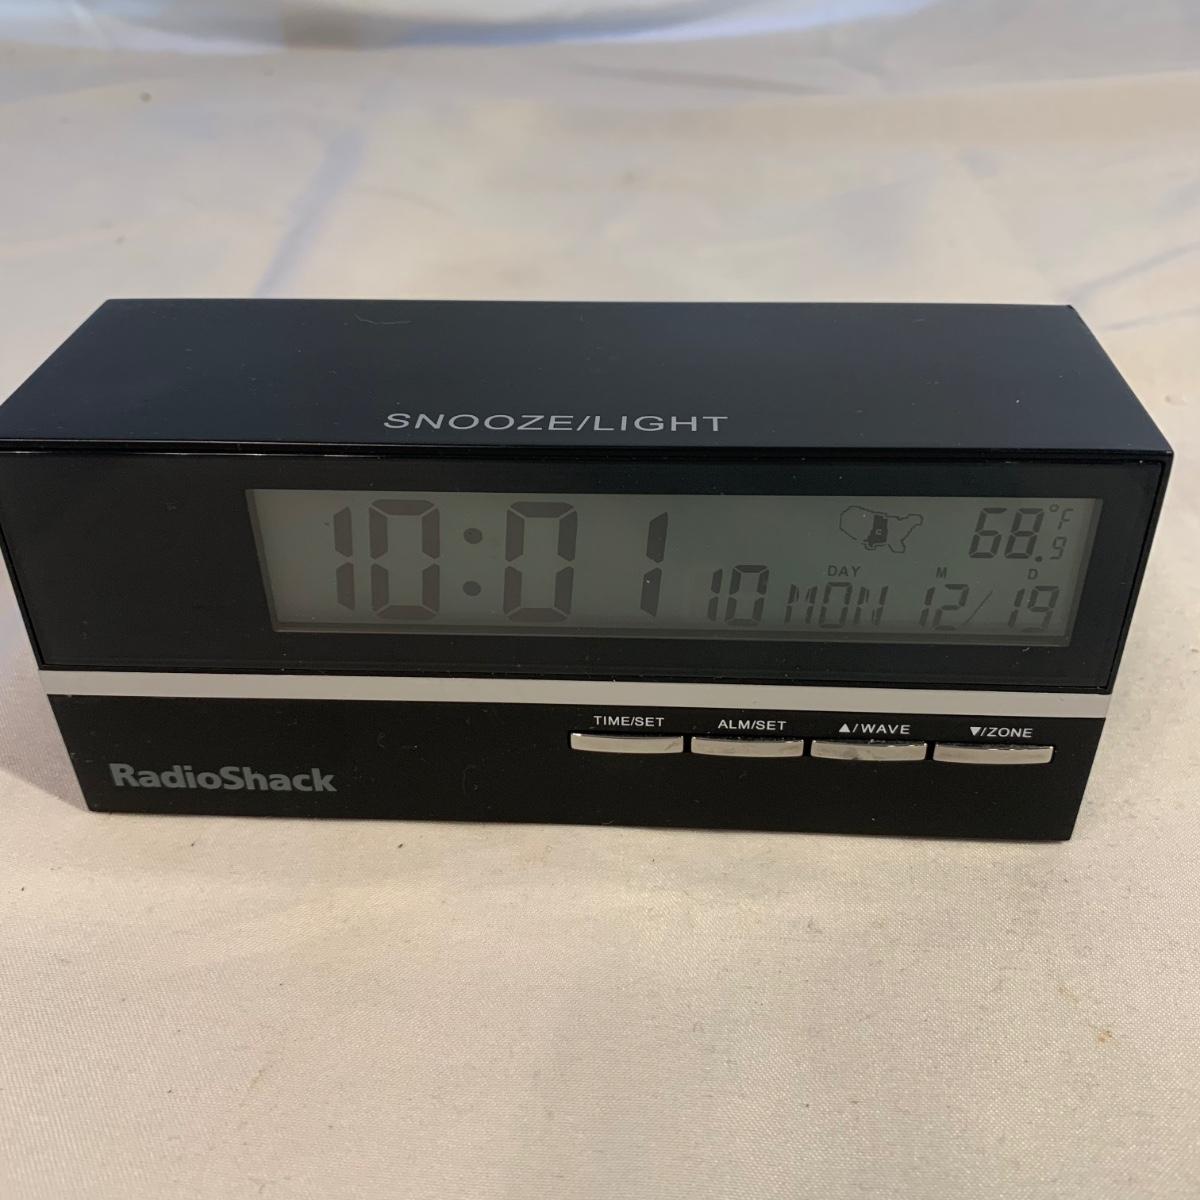 SNOOZE/LIGHT
10:01 10
68.9 °F
DAY M D
MON 12/19
TIME/SET ALM/SET ▲/WAVE ▼/ZONE
RadioShack